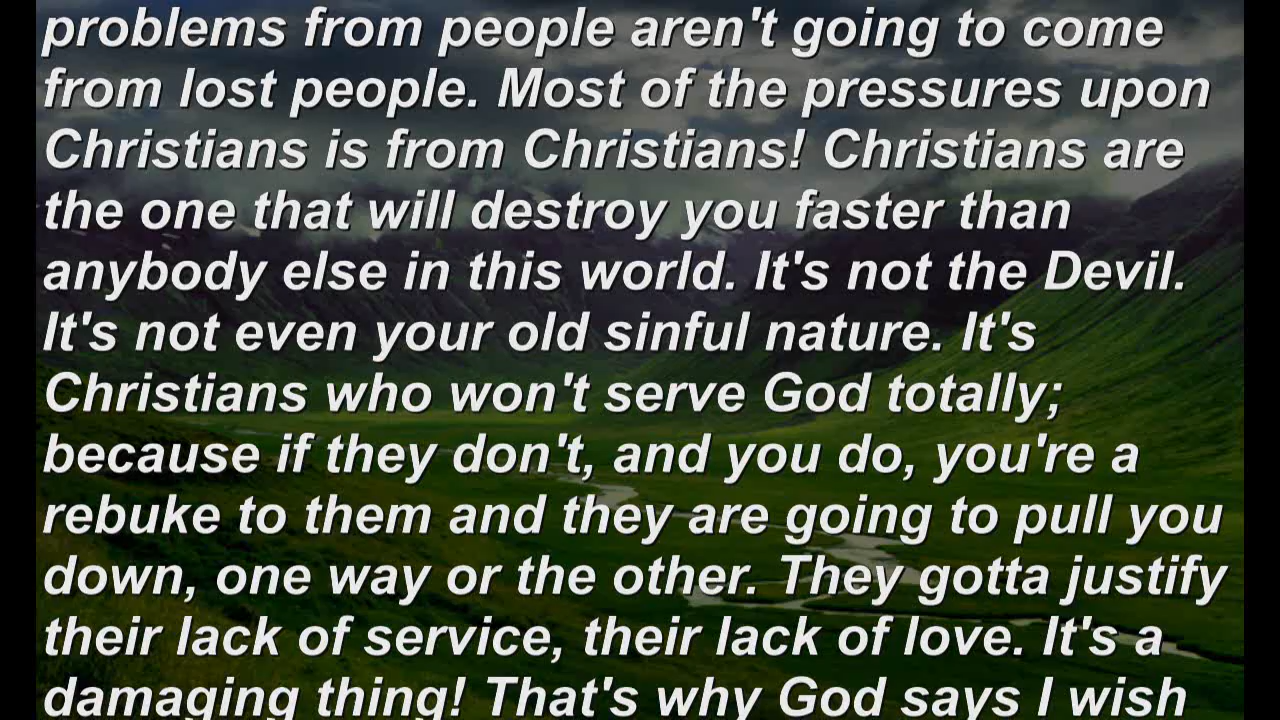 problems from people aren't going to come
from lost people. Most of the pressures upon
Christians is from Christians! Christians are
the one that will destroy you faster than
anybody else in this world. It's not the Devil.
It's not even your old sinful nature. It's
Christians who won't serve God totally;
because if they don't, and you do, you're a
rebuke to them and they are going to pull you
down, one way or the other. They gotta justify
their lack of service, their lack of love. It's a
damaging thing! That's why God says I wish